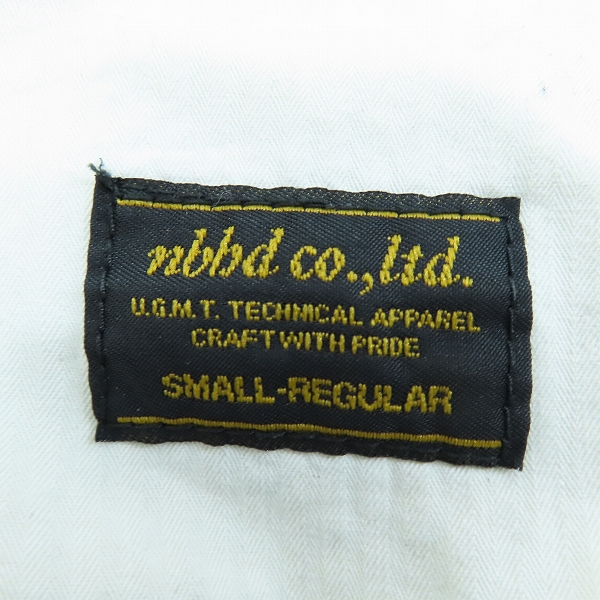 nbhd co.,ltd.
U.G.M.T. TECHNICAL APPAREL
CRAFT WITH PRIDE
SMALL-REGULAR